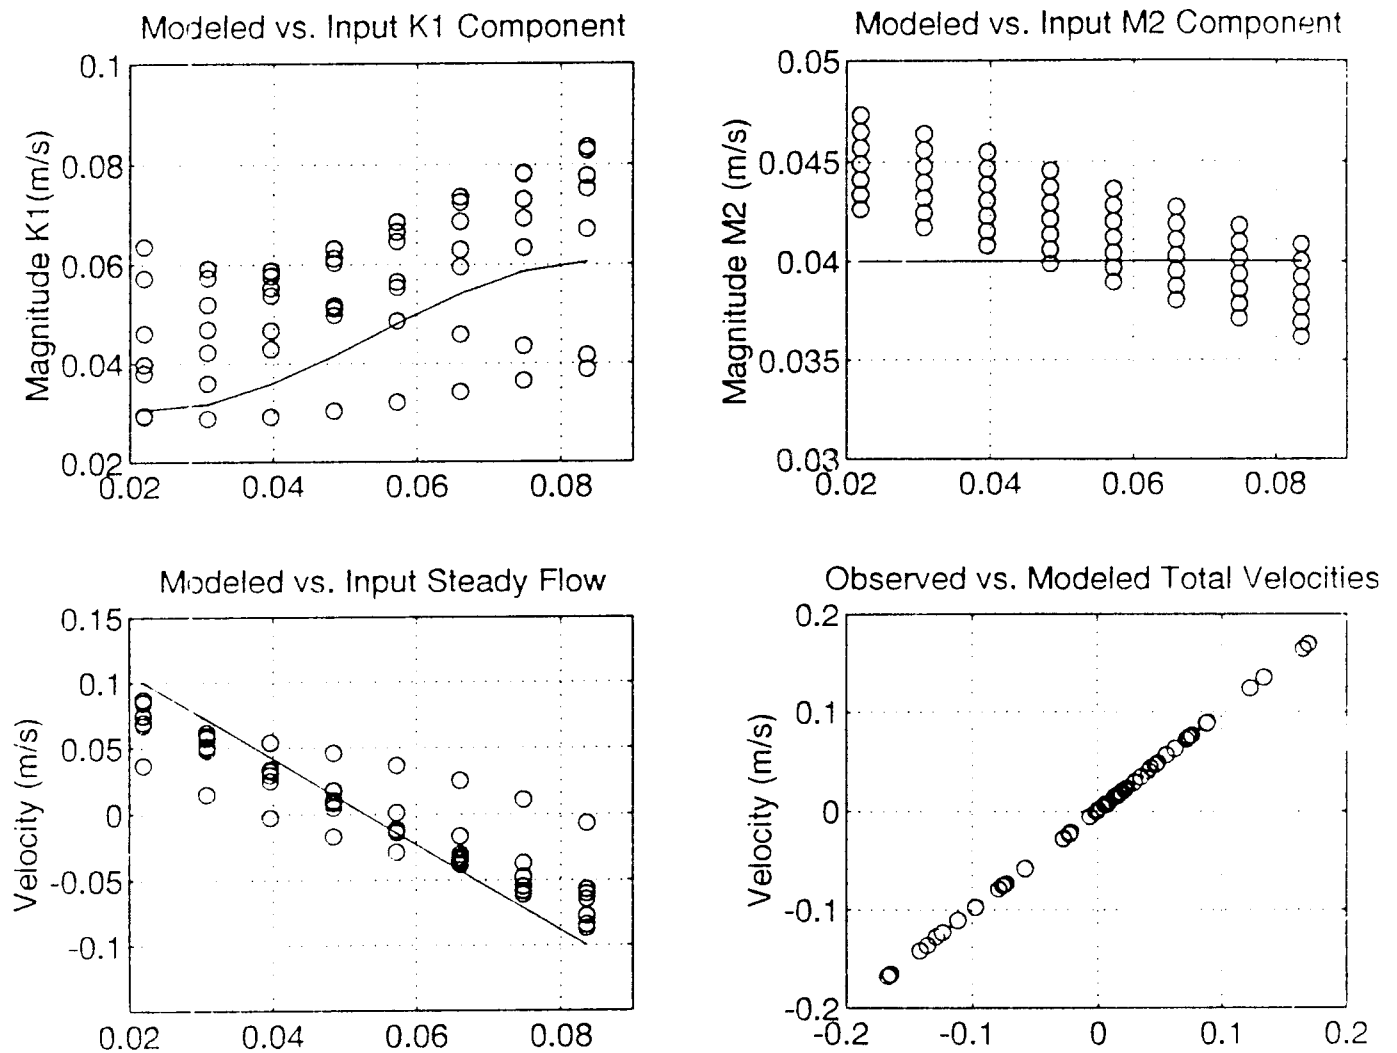 Modeled vs. Input K1 Component
0.1
0.08
0.06
0.04
0.02
Magnitude K1 (m/s)
0.02 0.04 0.06 0.08
Modeled vs. Input M2 Component
0.05
0.045
0.04
0.035
0.03
Magnitude M2 (m/s)
0.02 0.04 0.06 0.08
Modeled vs. Input Steady Flow
0.15
0.1
0.05
0
-0.05
-0.1
Velocity (m/s)
0.02 0.04 0.06 0.08
Observed vs. Modeled Total Velocities
0.2
0.1
0
-0.1
-0.2
Velocity (m/s)
-0.2 -0.1 0 0.1 0.2